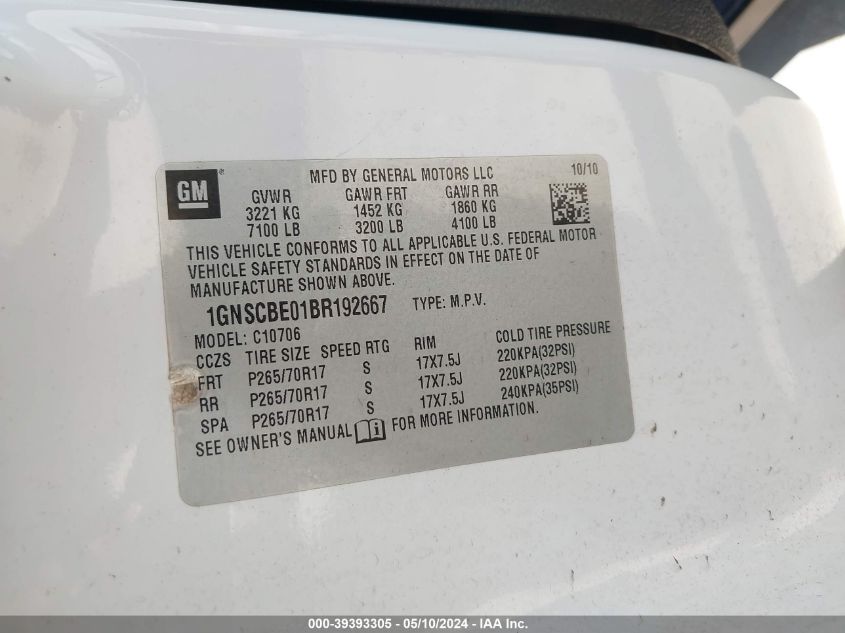 GM ®
MFD BY GENERAL MOTORS LLC 10/10
GVWR GAWR FRT GAWR RR
3221 KG 1452 KG 1860 KG
7100 LB 3200 LB 4100 LB
THIS VEHICLE CONFORMS TO ALL APPLICABLE U.S. FEDERAL MOTOR
VEHICLE SAFETY STANDARDS IN EFFECT ON THE DATE OF
MANUFACTURE SHOWN ABOVE.
1GNSCBE01BR192667 TYPE: M.P.V.
MODEL: C10706
CCZS TIRE SIZE SPEED RTG RIM COLD TIRE PRESSURE
FRT P265/70R17 S 17X7.5J 220KPA(32PSI)
RR P265/70R17 S 17X7.5J 220KPA(32PSI)
SPA P265/70R17 S 17X7.5J 240KPA(35PSI)
SEE OWNER'S MANUAL FOR MORE INFORMATION.
000-39393305 - 05/10/2024 - IAA Inc.